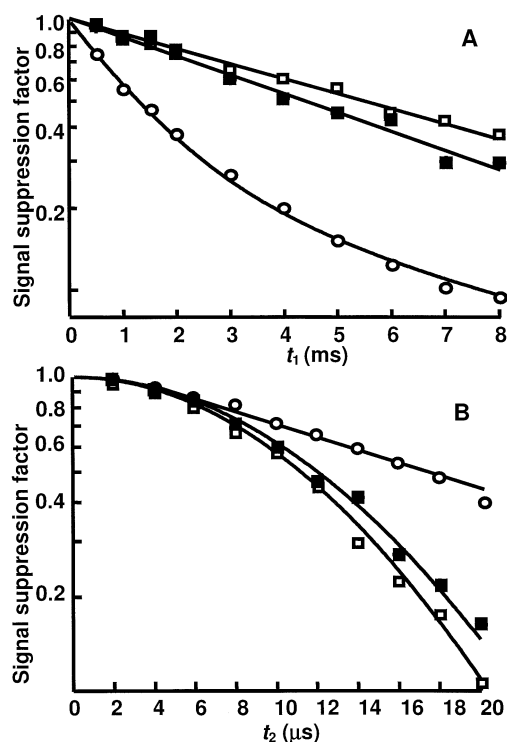 A
Signal suppression factor
1.0
0.8
0.6
0.4
0.2
0 1 2 3 4 5 6 7 8
t1 (ms)
B
Signal suppression factor
1.0
0.8
0.6
0.4
0.2
0 2 4 6 8 10 12 14 16 18 20
t2 (μs)